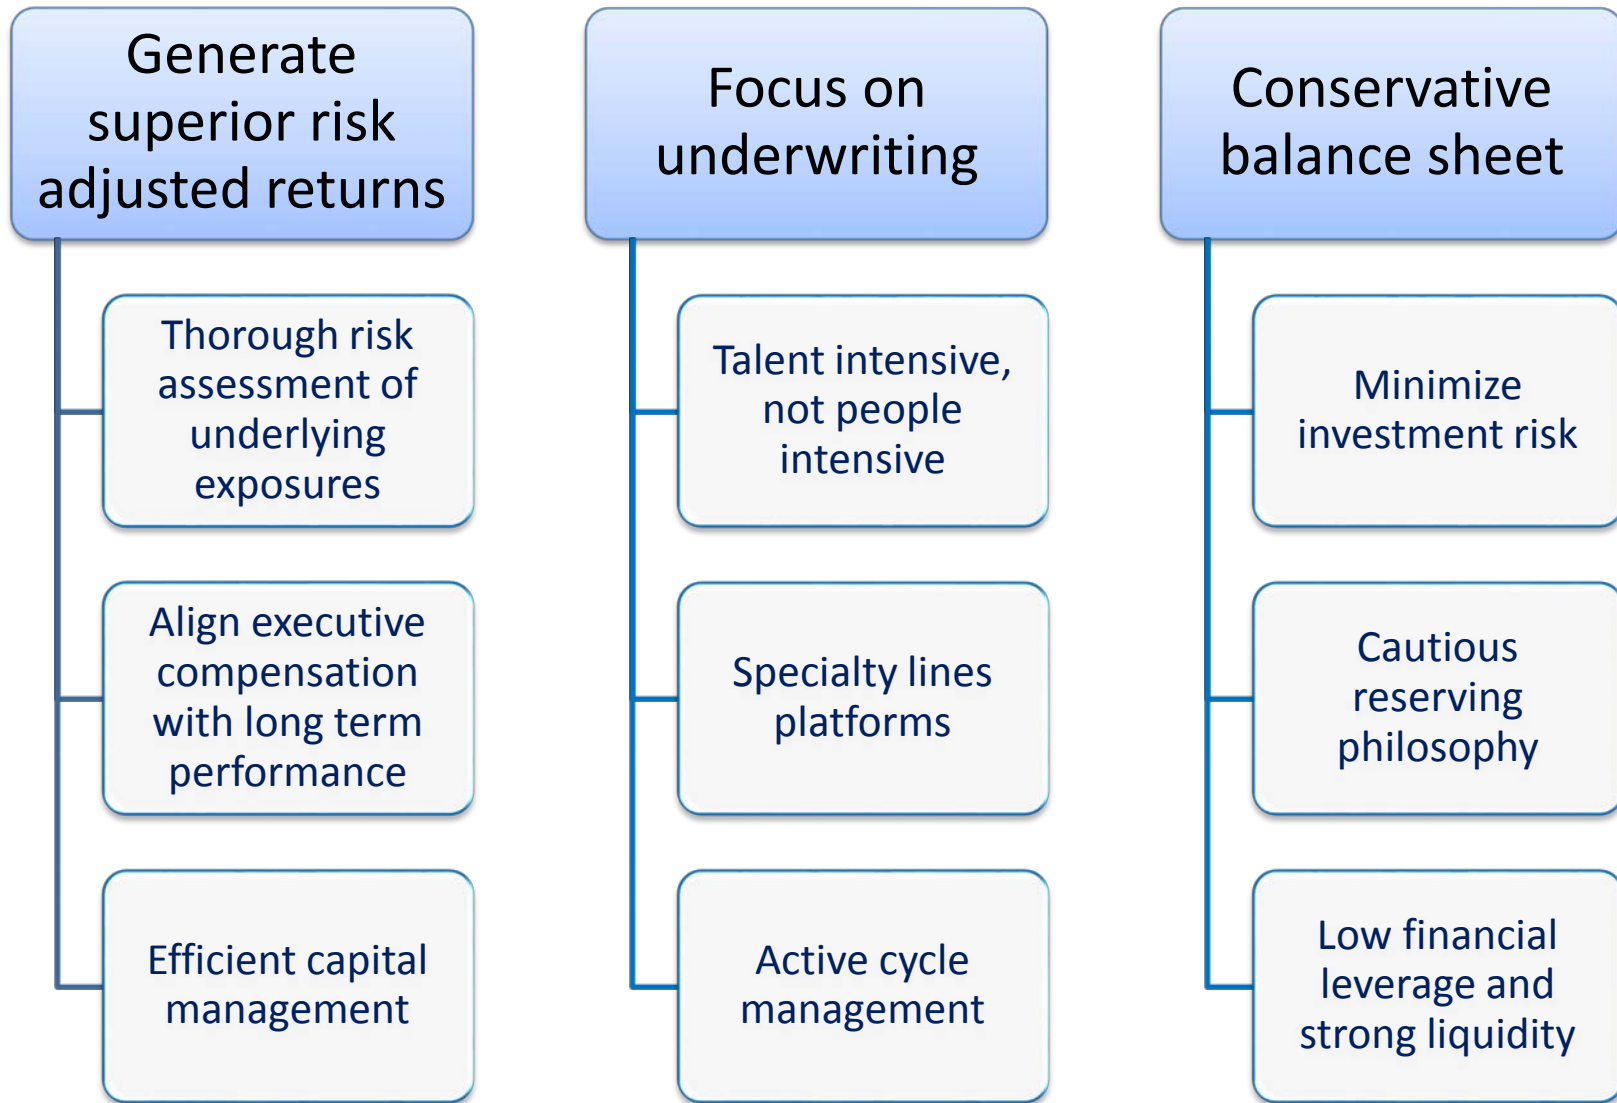 Generate
superior risk
adjusted returns
Thorough risk
assessment of
underlying
exposures
Align executive
compensation
with long term
performance
Efficient capital
management
Focus on
underwriting
Talent intensive,
not people
intensive
Specialty lines
platforms
Active cycle
management
Conservative
balance sheet
Minimize
investment risk
Cautious
reserving
philosophy
Low financial
leverage and
strong liquidity